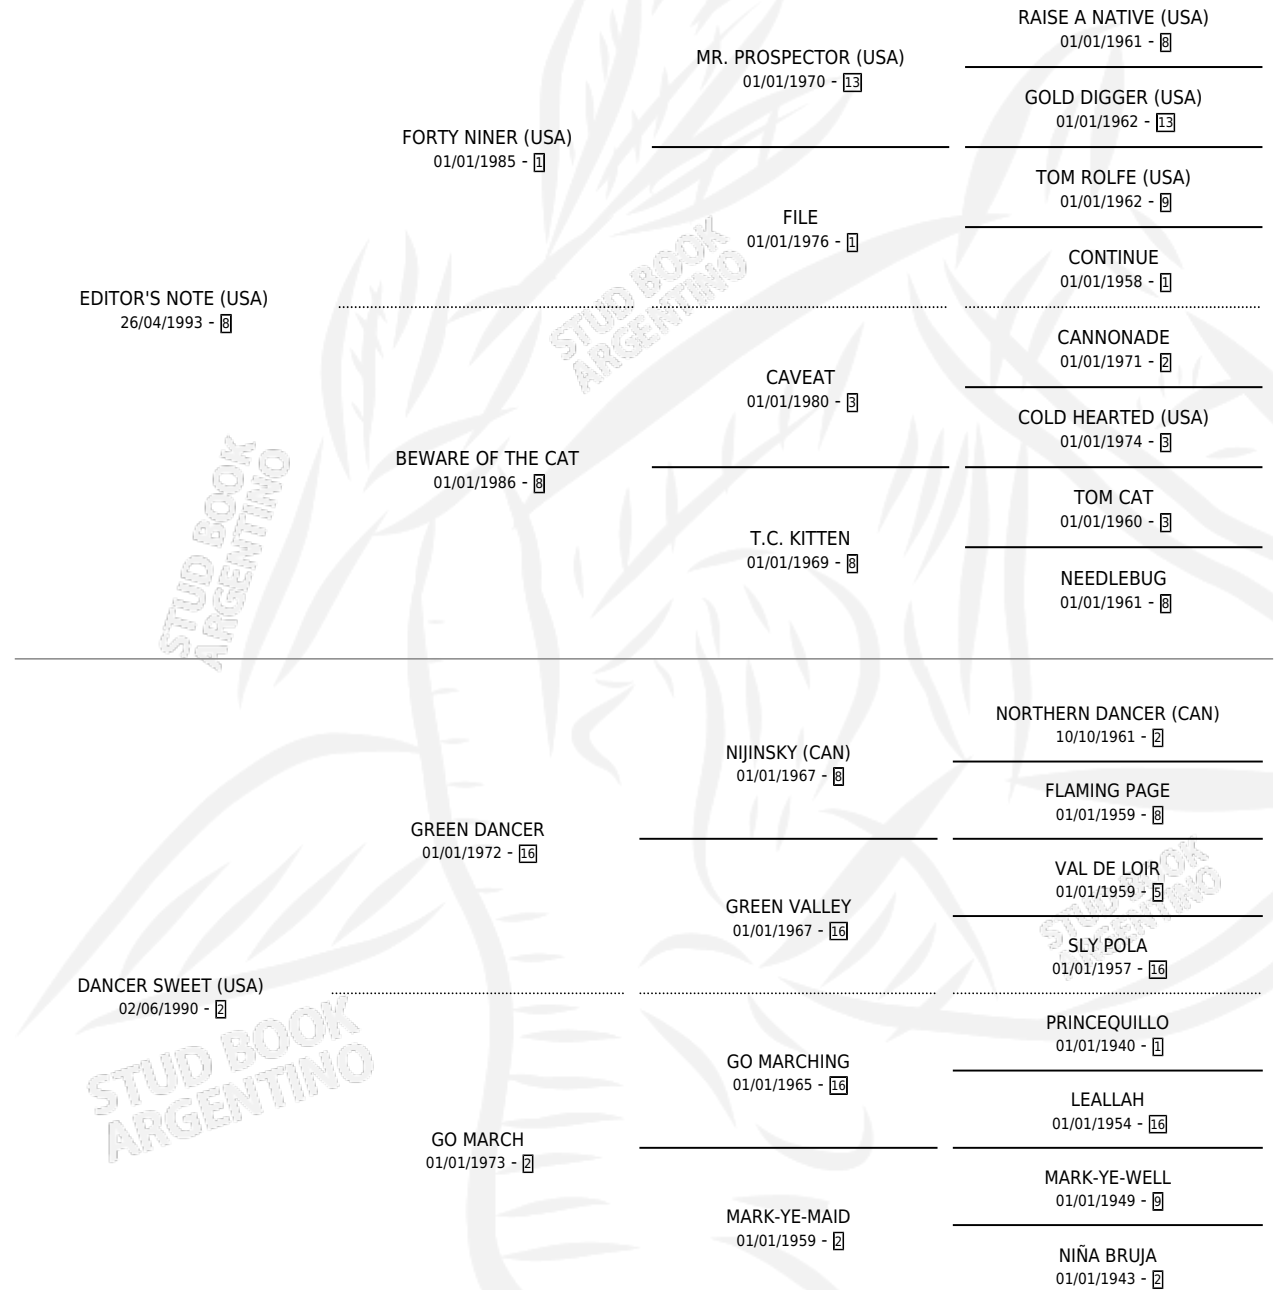 RAISE A NATIVE (USA)
01/01/1961 - 8
MR. PROSPECTOR (USA)
01/01/1970 - 13
GOLD DIGGER (USA)
01/01/1962 - 13
FORTY NINER (USA)
01/01/1985 - 1
TOM ROLFE (USA)
01/01/1962 - 9
FILE
01/01/1976 - 1
CONTINUE
01/01/1958 - 1
EDITOR'S NOTE (USA)
26/04/1993 - 8
CANNONADE
01/01/1971 - 2
CAVEAT
01/01/1980 - 3
COLD HEARTED (USA)
01/01/1974 - 3
BEWARE OF THE CAT
01/01/1986 - 8
TOM CAT
01/01/1960 - 3
T.C. KITTEN
01/01/1969 - 8
NEEDLEBUG
01/01/1961 - 8
NORTHERN DANCER (CAN)
10/10/1961 - 2
NIJINSKY (CAN)
01/01/1967 - 8
FLAMING PAGE
01/01/1959 - 8
GREEN DANCER
01/01/1972 - 16
VAL DE LOIR
01/01/1959 - 5
GREEN VALLEY
01/01/1967 - 16
SLY POLA
01/01/1957 - 16
DANCER SWEET (USA)
02/06/1990 - 2
PRINCEQUILLO
01/01/1940 - 1
GO MARCHING
01/01/1965 - 16
LEALLAH
01/01/1954 - 16
GO MARCH
01/01/1973 - 2
MARK-YE-WELL
01/01/1949 - 9
MARK-YE-MAID
01/01/1959 - 2
NIÑA BRUJA
01/01/1943 - 2
STUD BOOK
ARGENTINO
STUD BOOK
ARGENTINO
STUD BOOK
ARGENTINO
STUD BOOK
ARGENTINO